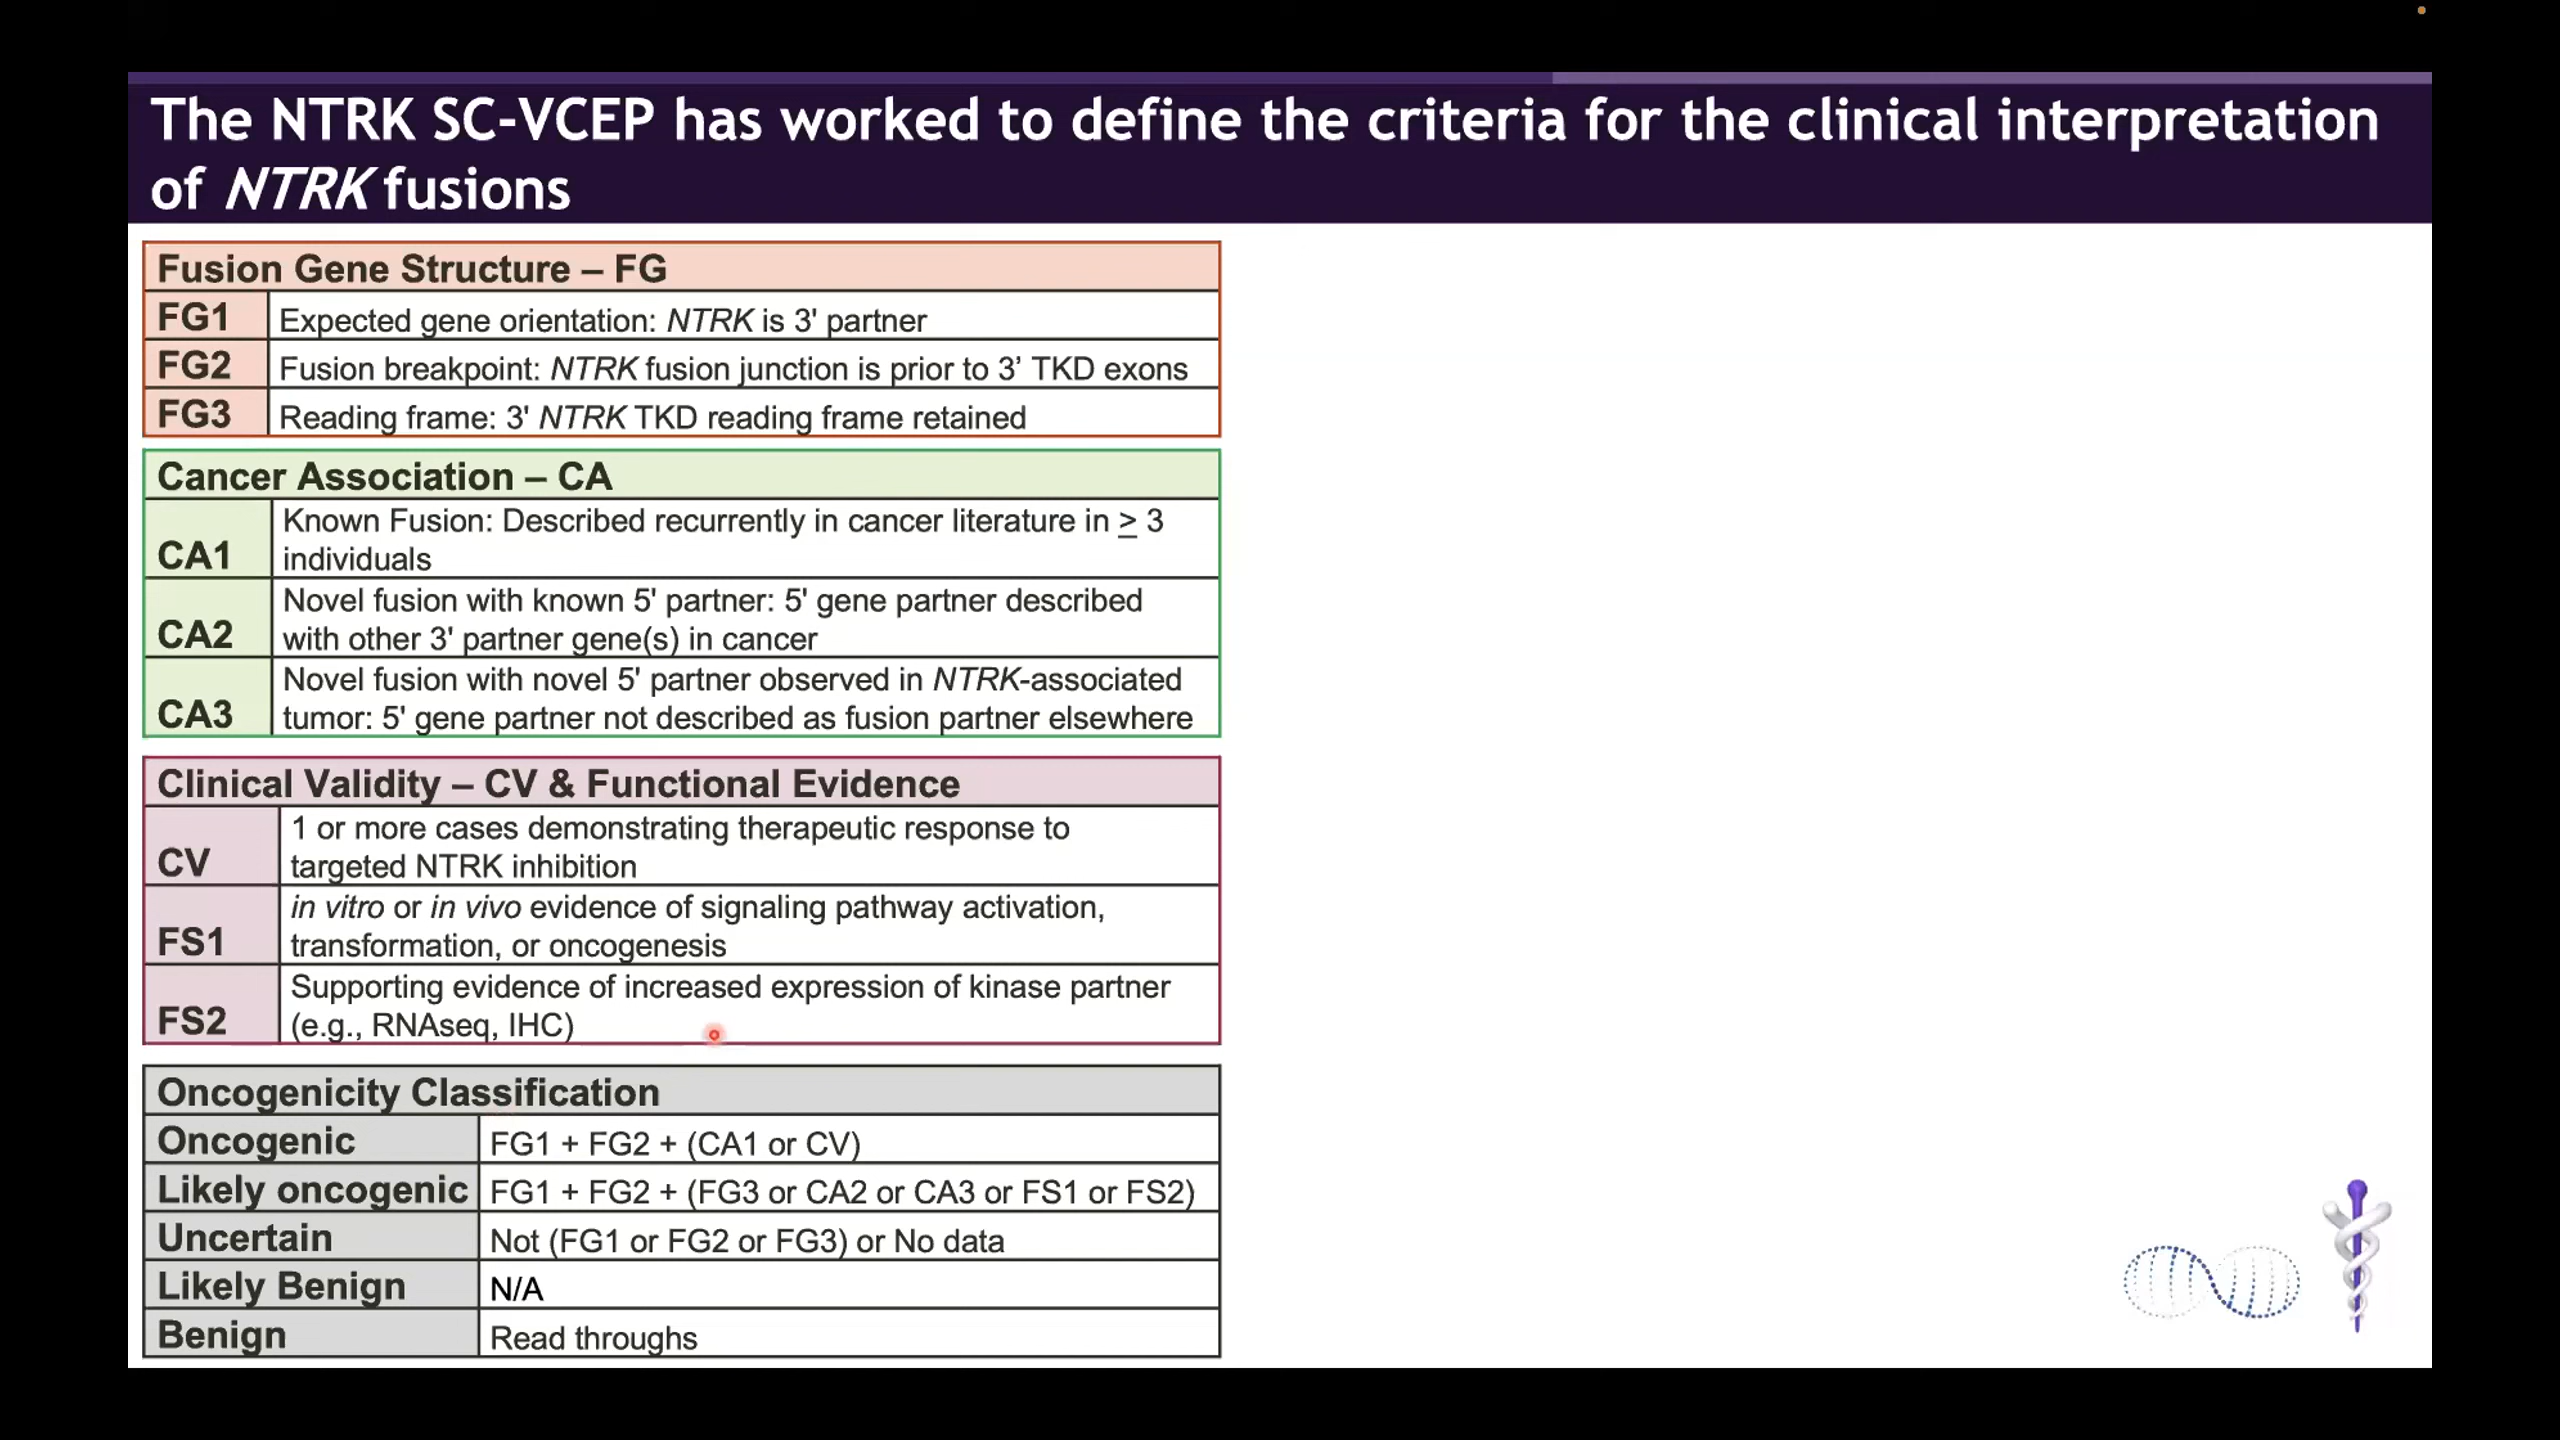 The NTRK SC-VCEP has worked to define the criteria for the clinical interpretation
of NTRK fusions
Fusion Gene Structure – FG
FG1 Expected gene orientation: NTRK is 3' partner
FG2 Fusion breakpoint: NTRK fusion junction is prior to 3’ TKD exons
FG3 Reading frame: 3' NTRK TKD reading frame retained
Cancer Association – CA
CA1 Known Fusion: Described recurrently in cancer literature in ≥ 3
individuals
CA2 Novel fusion with known 5' partner: 5' gene partner described
with other 3' partner gene(s) in cancer
CA3 Novel fusion with novel 5' partner observed in NTRK-associated
tumor: 5' gene partner not described as fusion partner elsewhere
Clinical Validity – CV & Functional Evidence
CV 1 or more cases demonstrating therapeutic response to
targeted NTRK inhibition
FS1 in vitro or in vivo evidence of signaling pathway activation,
transformation, or oncogenesis
FS2 Supporting evidence of increased expression of kinase partner
(e.g., RNAseq, IHC)
Oncogenicity Classification
Oncogenic FG1 + FG2 + (CA1 or CV)
Likely oncogenic FG1 + FG2 + (FG3 or CA2 or CA3 or FS1 or FS2)
Uncertain Not (FG1 or FG2 or FG3) or No data
Likely Benign N/A
Benign Read throughs